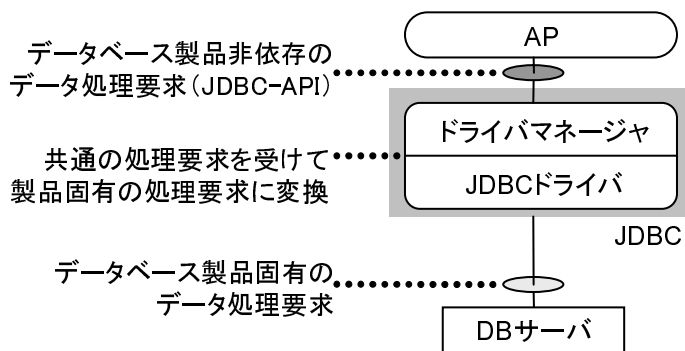 AP
データベース製品非依存の
データ処理要求（JDBC-API）
ドライバマネージャ
JDBCドライバ
共通の処理要求を受けて
製品固有の処理要求に変換
JDBC
データベース製品固有の
データ処理要求
DBサーバ